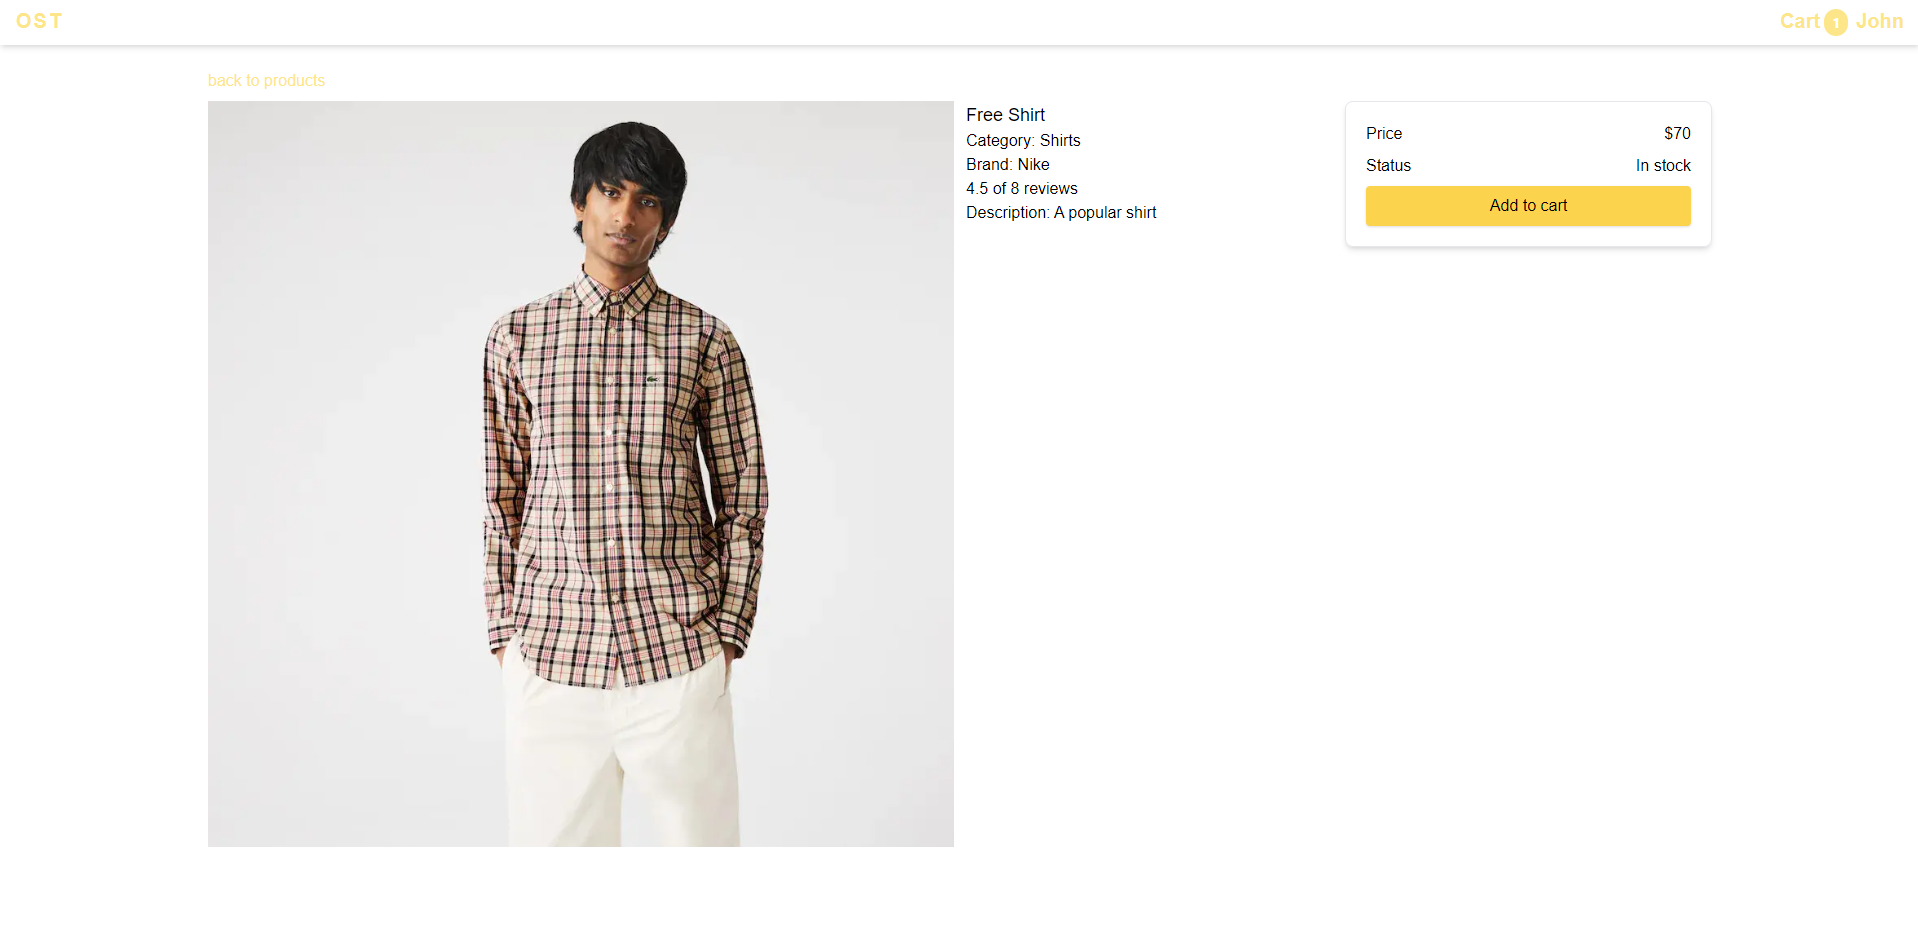 OST
Cart 1 John
back to products
Free Shirt
Category: Shirts
Brand: Nike
4.5 of 8 reviews
Description: A popular shirt
Price $70
Status In stock
Add to cart